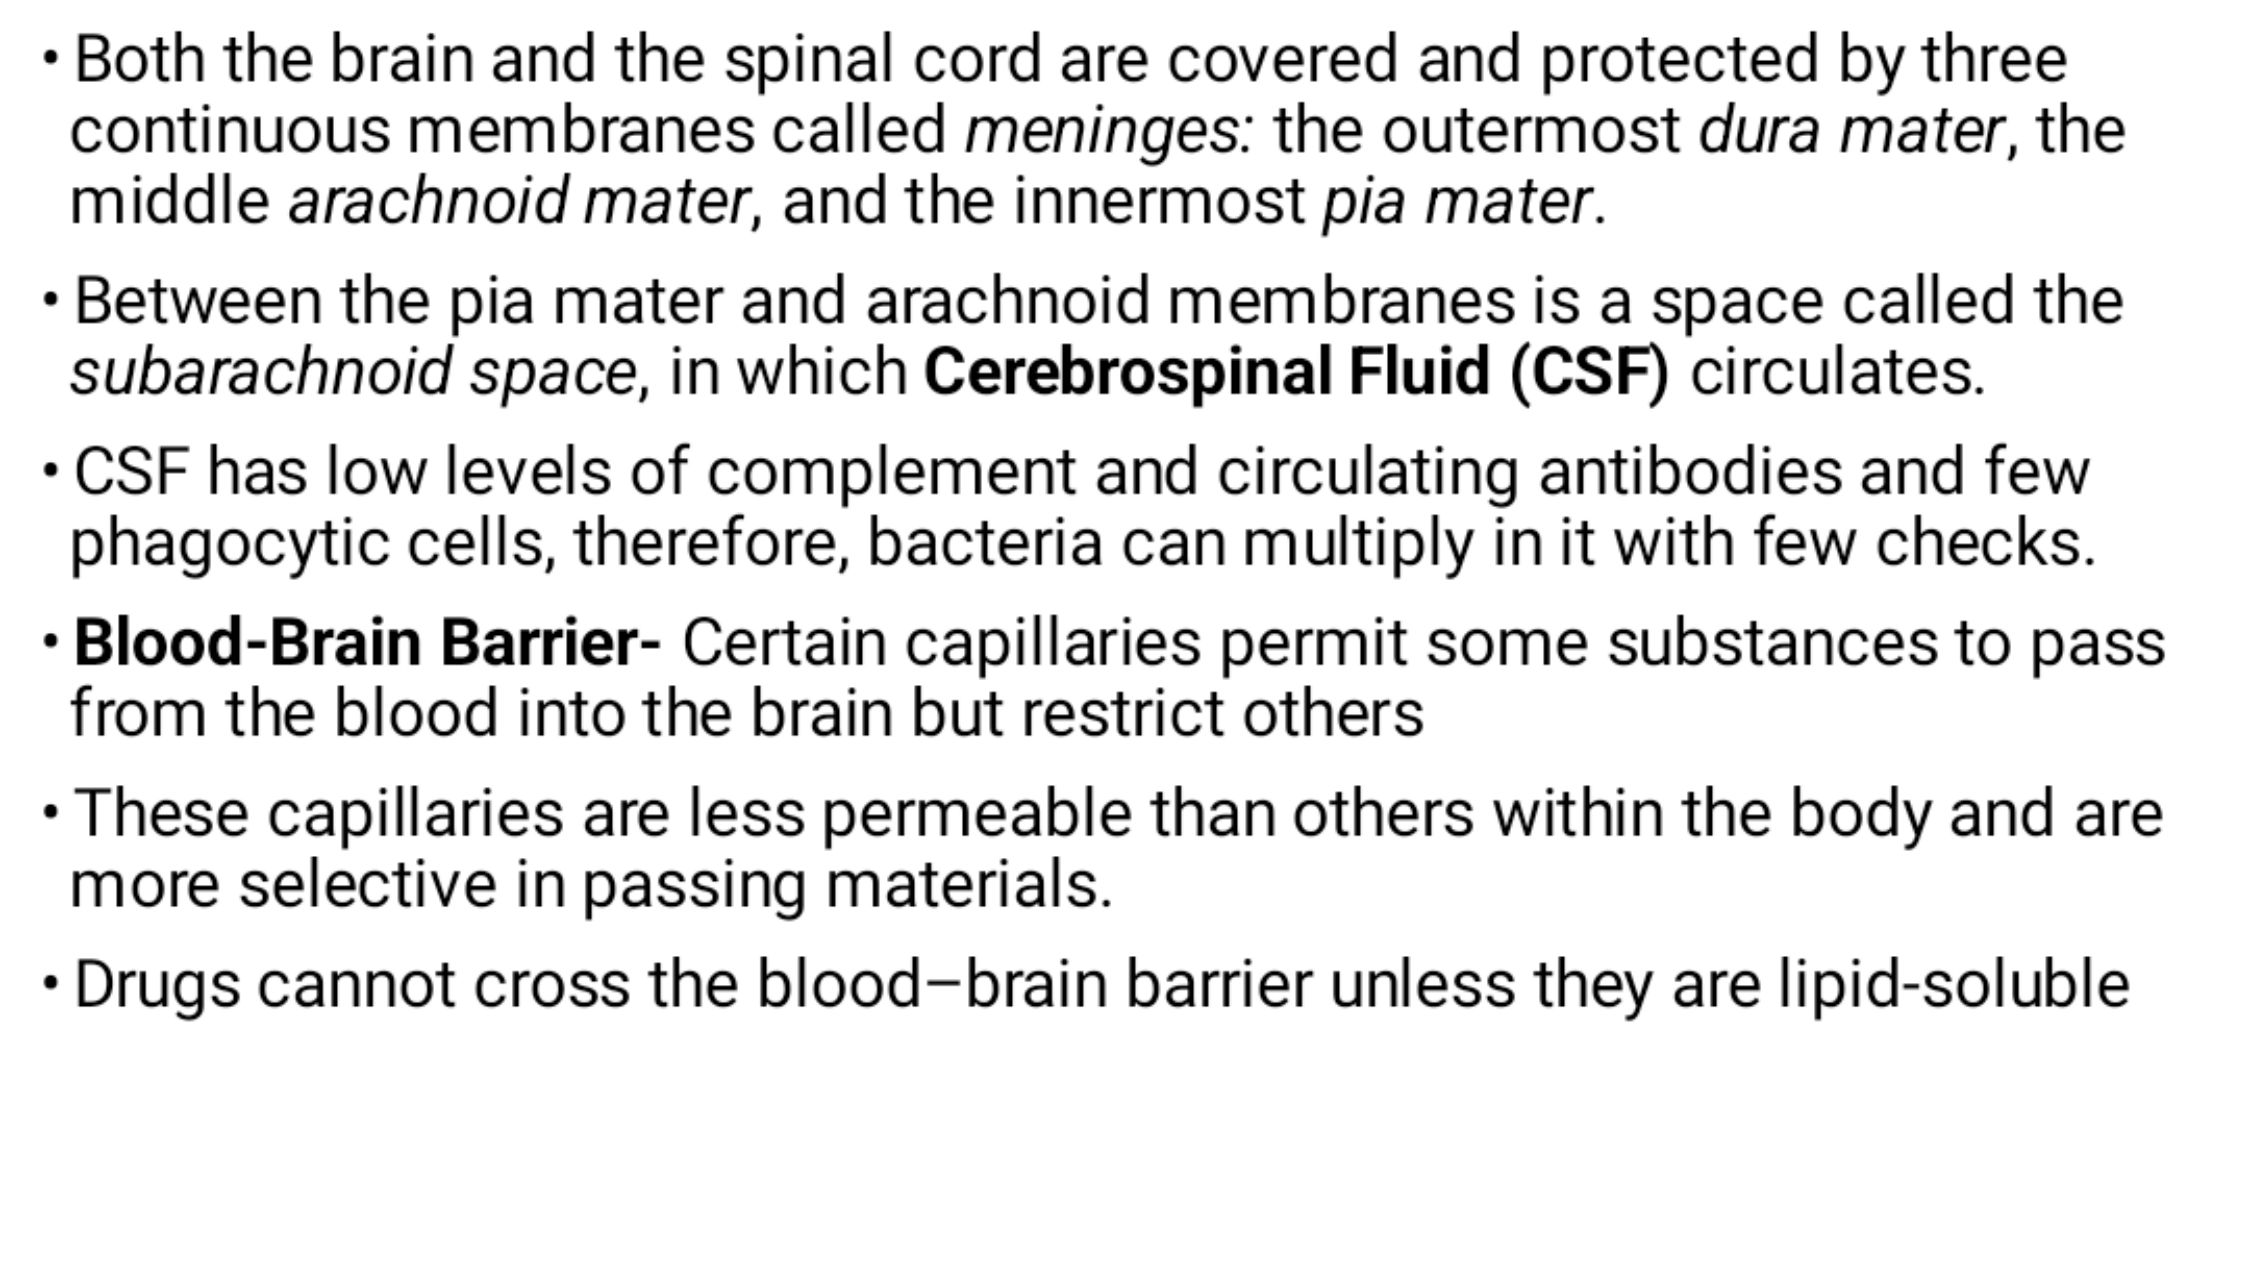 • Both the brain and the spinal cord are covered and protected by three
continuous membranes called meninges: the outermost dura mater, the
middle arachnoid mater, and the innermost pia mater.
• Between the pia mater and arachnoid membranes is a space called the
subarachnoid space, in which Cerebrospinal Fluid (CSF) circulates.
• CSF has low levels of complement and circulating antibodies and few
phagocytic cells, therefore, bacteria can multiply in it with few checks.
• Blood-Brain Barrier- Certain capillaries permit some substances to pass
from the blood into the brain but restrict others
• These capillaries are less permeable than others within the body and are
more selective in passing materials.
• Drugs cannot cross the blood–brain barrier unless they are lipid-soluble